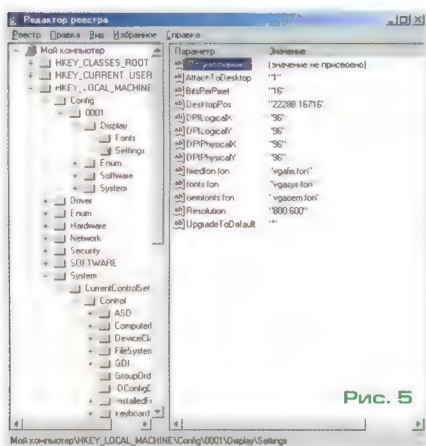 Редактор реестра
Реестр Правка Вид Избранное Справка
Мой компьютер
HKEY_CLASSES_ROOT
HKEY_CURRENT_USER
HKEY_LOCAL_MACHINE
Config
0001
Display
Fonts
Settings
Enum
Software
System
Driver
Enum
Hardware
Network
Security
SOFTWARE
System
CurrentControlSet
Control
ASD
Computerl
DeviceCla
FileSystem
GDI
GroupOrd
IDConfigD
InstalledFi
keyboard
Параметр Значение
(значение не присвоено)
AttachToDesktop "1"
BitsPerPixel "16"
DesktopPos "22288 16716"
DPILogicalX "96"
DPILogicalY "96"
DPIPhysicalX "96"
DPIPhysicalY "96"
fixedfon.fon "vgafix.fon"
fonts.fon "vgasys.fon"
oemfonts.fon "vgaoem.fon"
Resolution "800,600"
UpgradeToDefault
Рис. 5
Мой компьютер\HKEY_LOCAL_MACHINE\Config\0001\Display\Settings